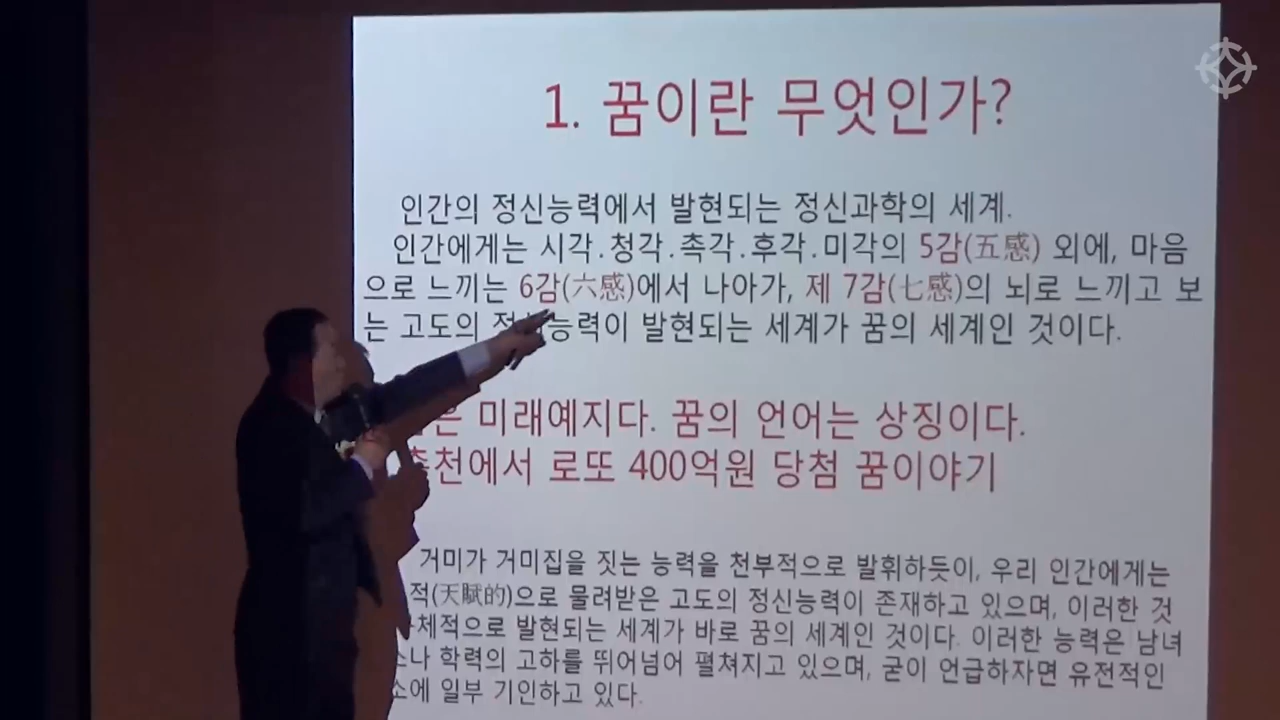 1. 꿈이란 무엇인가?
인간의 정신능력에서 발현되는 정신과학의 세계.
인간에게는 시각.청각.촉각.후각.미각의 5감(五感) 외에, 마음
으로 느끼는 6감(六感)에서 나아가, 제 7감(七感)의 뇌로 느끼고 보
는 고도의 발현되는 세계가 꿈의 세계인 것이다.
미래예지다. 꿈의 언어는 상징이다.
로또 400억원 당첨 꿈이야기
거미가 거미집을 짓는 능력을 천부적으로 발휘하듯이, 우리 인간에게는
적(天賦的)으로 물려받은 고도의 정신능력이 존재하고 있으며, 이러한 것
체적으로 발현되는 세계가 바로 꿈의 세계인 것이다. 이러한 능력은 남녀
학력의 고하를 뛰어넘어 펼쳐지고 있으며, 굳이 언급하자면 유전적인
일부 기인하고 있다.